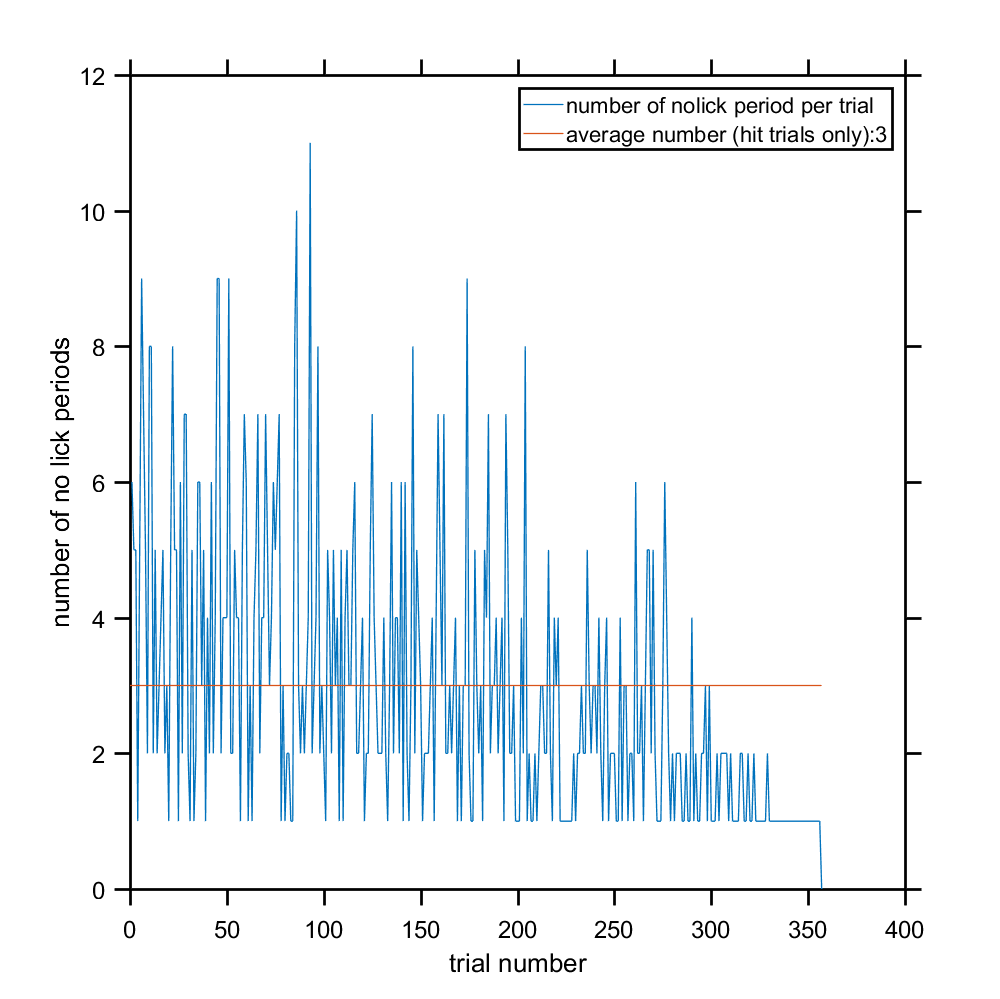 12
10
8
6
4
2
0
number of no lick periods
number of nolick period per trial
average number (hit trials only):3
0 50 100 150 200 250 300 350 400
trial number